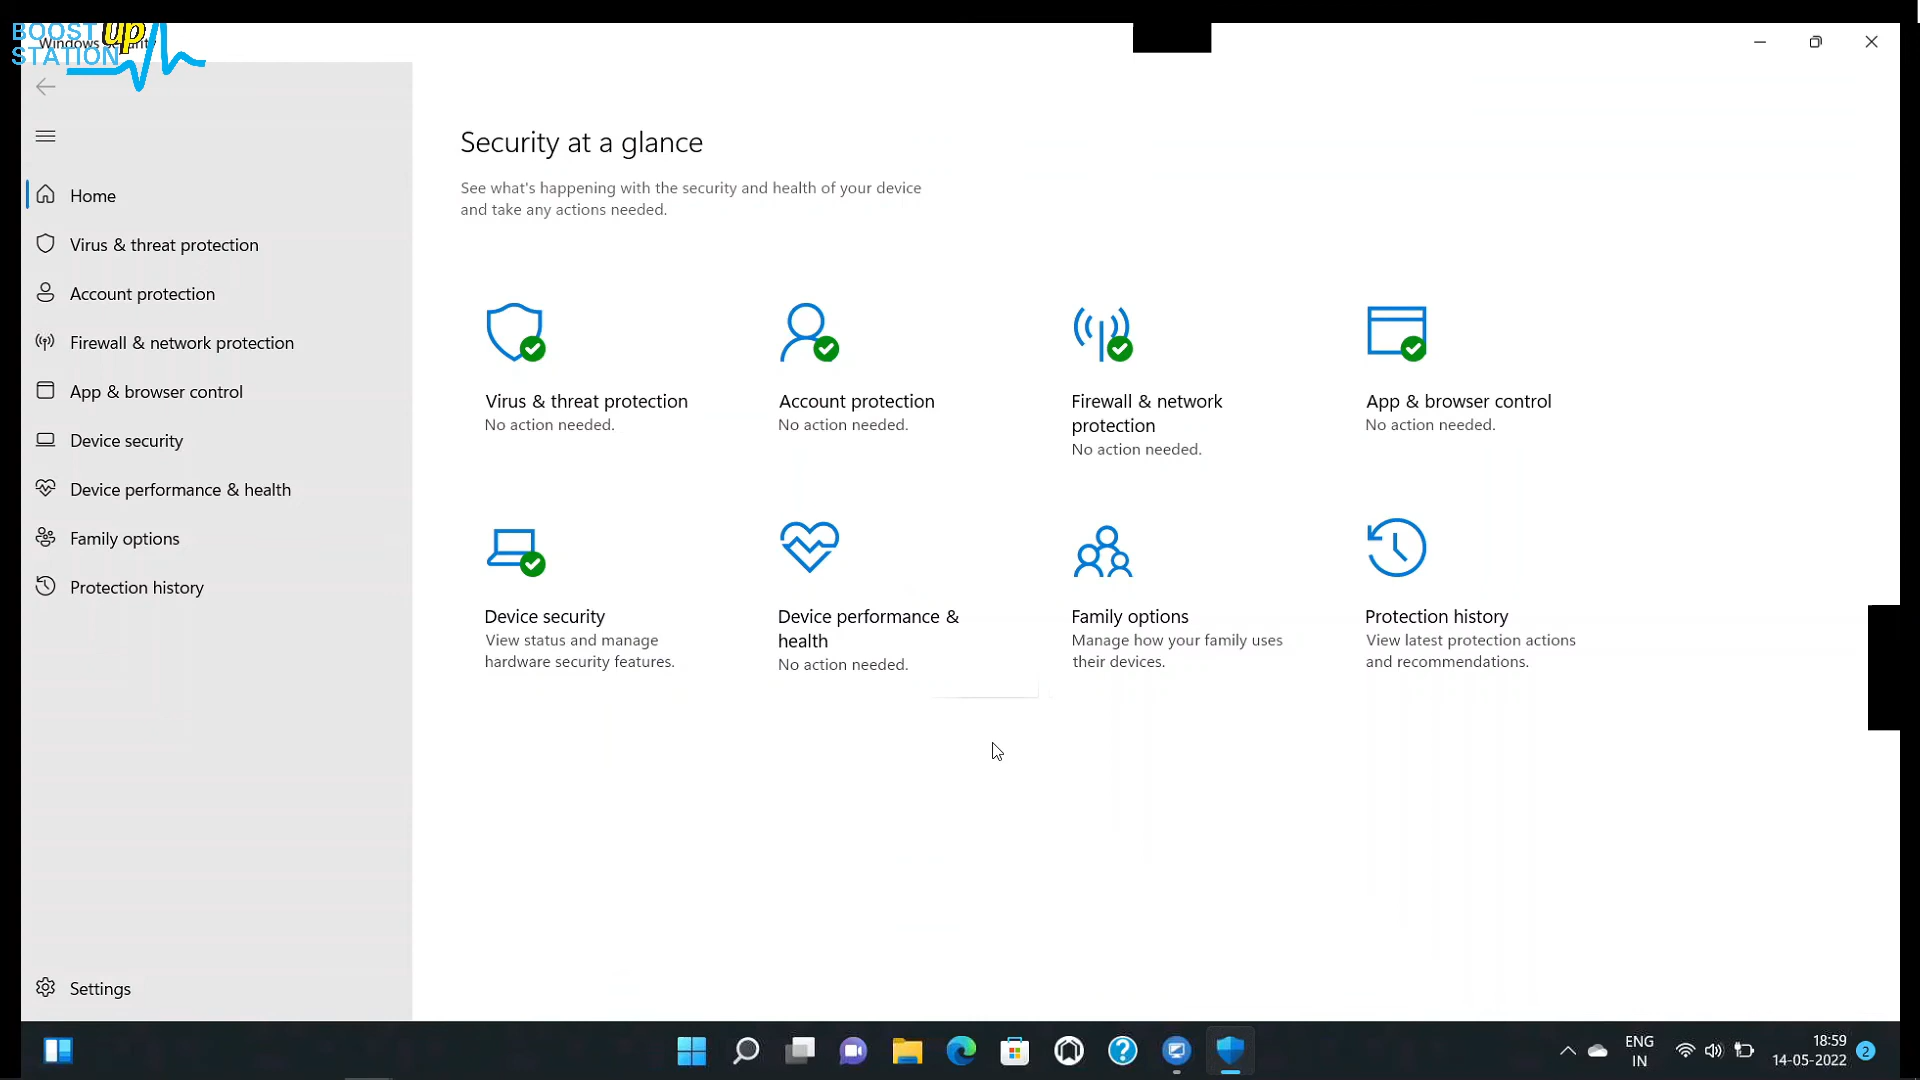 BOOST up
STATION
Windows Security
Home
Virus & threat protection
Account protection
Firewall & network protection
App & browser control
Device security
Device performance & health
Family options
Protection history
Settings
Security at a glance
See what's happening with the security and health of your device
and take any actions needed.
Virus & threat protection
No action needed.
Account protection
No action needed.
Firewall & network
protection
No action needed.
App & browser control
No action needed.
Device security
View status and manage
hardware security features.
Device performance &
health
No action needed.
Family options
Manage how your family uses
their devices.
Protection history
View latest protection actions
and recommendations.
ENG
IN
18:59
14-05-2022
2